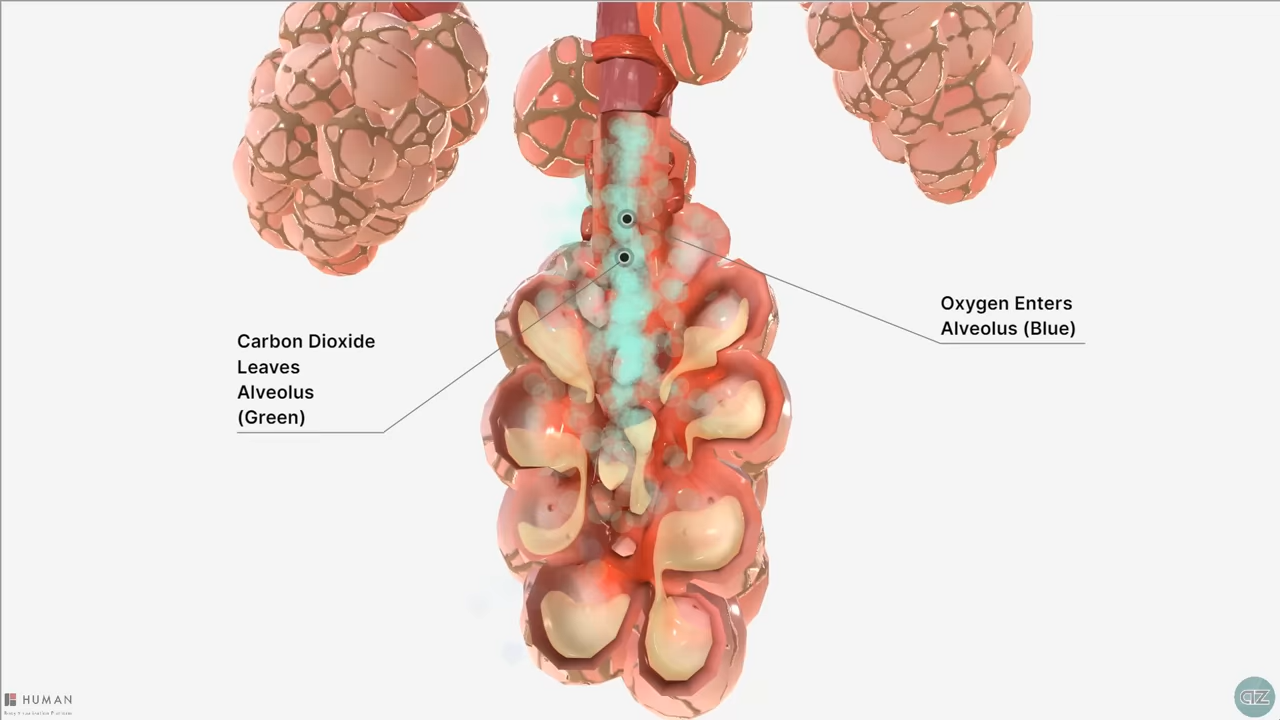 Oxygen Enters
Alveolus (Blue)
Carbon Dioxide
Leaves
Alveolus
(Green)
HUMAN